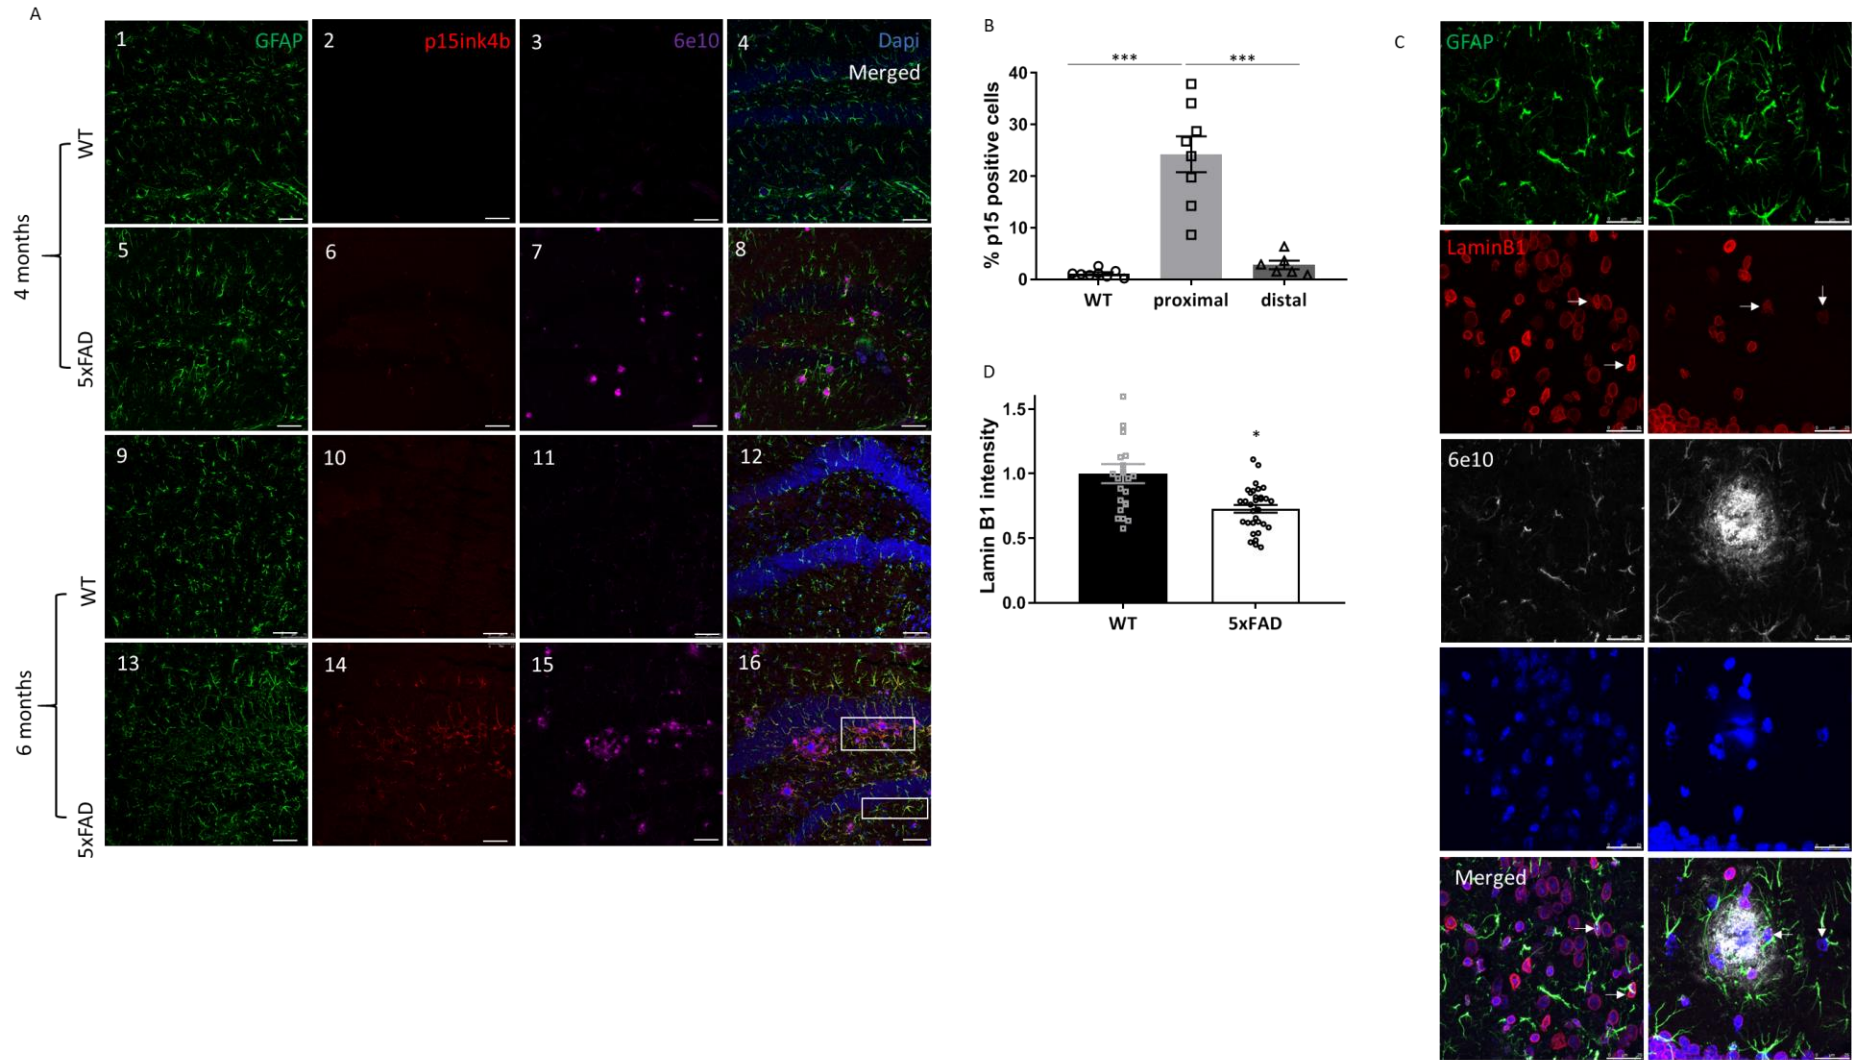 A
1 GFAP
2 p15ink4b
3 6e10
4 Dapi
Merged
5
6
7
8
9
10
11
12
13
14
15
16
4 months
WT
5xFAD
6 months
WT
5xFAD
B
***
***
% p15 positive cells
40
30
20
10
0
WT
proximal
distal
D
*
Lamin B1 intensity
1.5
1.0
0.5
0.0
WT
5xFAD
C
GFAP
LaminB1
6e10
Merged